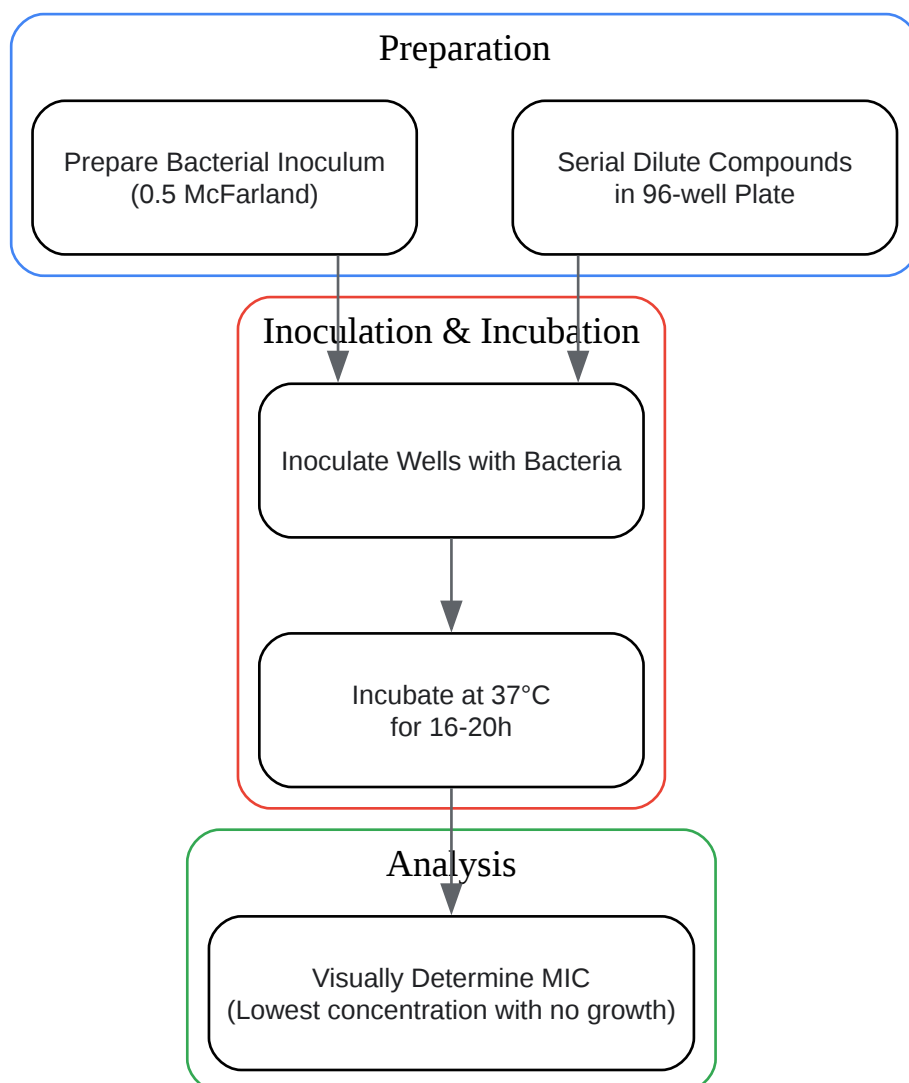 Preparation
Prepare Bacterial Inoculum
(0.5 McFarland)
Serial Dilute Compounds
in 96-well Plate
Inoculation & Incubation
Inoculate Wells with Bacteria
Incubate at 37°C
for 16-20h
Analysis
Visually Determine MIC
(Lowest concentration with no growth)